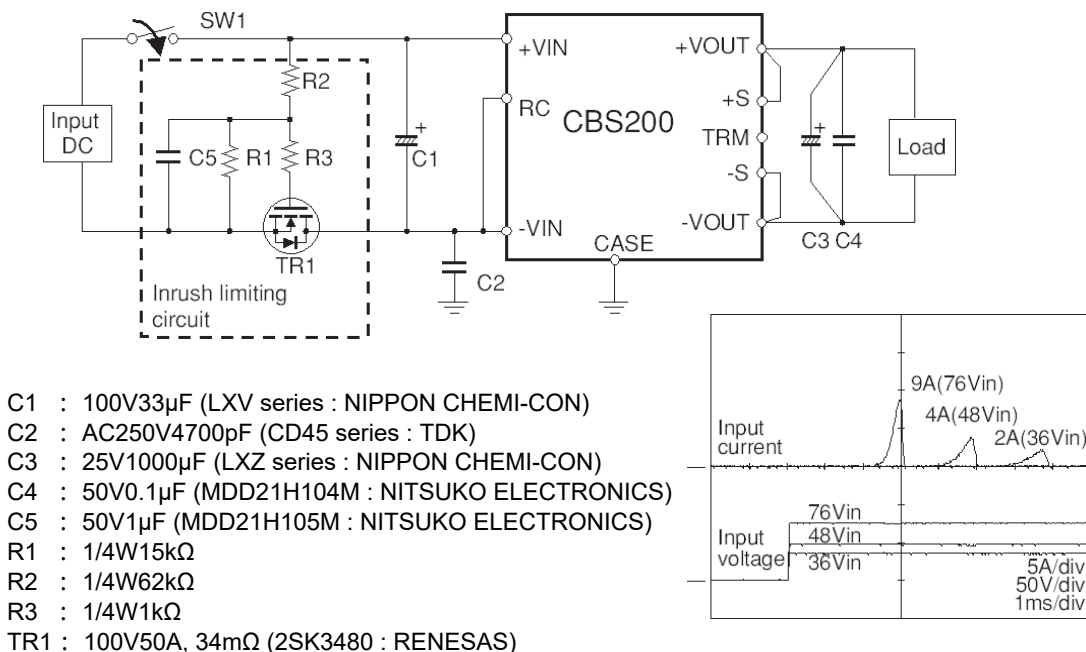 SW1
+VIN
+VOUT
R2
RC
CBS200
+S
Input
DC
TRM
Load
C5
R1
R3
C1
-S
-VIN
-VOUT
CASE
C3
C4
TR1
C2
Inrush limiting
circuit
C1 : 100V33μF (LXV series : NIPPON CHEMI-CON)
C2 : AC250V4700pF (CD45 series : TDK)
C3 : 25V1000μF (LXZ series : NIPPON CHEMI-CON)
C4 : 50V0.1μF (MDD21H104M : NITSUKO ELECTRONICS)
C5 : 50V1μF (MDD21H105M : NITSUKO ELECTRONICS)
R1 : 1/4W15kΩ
R2 : 1/4W62kΩ
R3 : 1/4W1kΩ
TR1 : 100V50A, 34mΩ (2SK3480 : RENESAS)
9A(76Vin)
4A(48Vin)
2A(36Vin)
Input
current
76Vin
48Vin
36Vin
Input
voltage
5A/div
50V/div
1ms/div